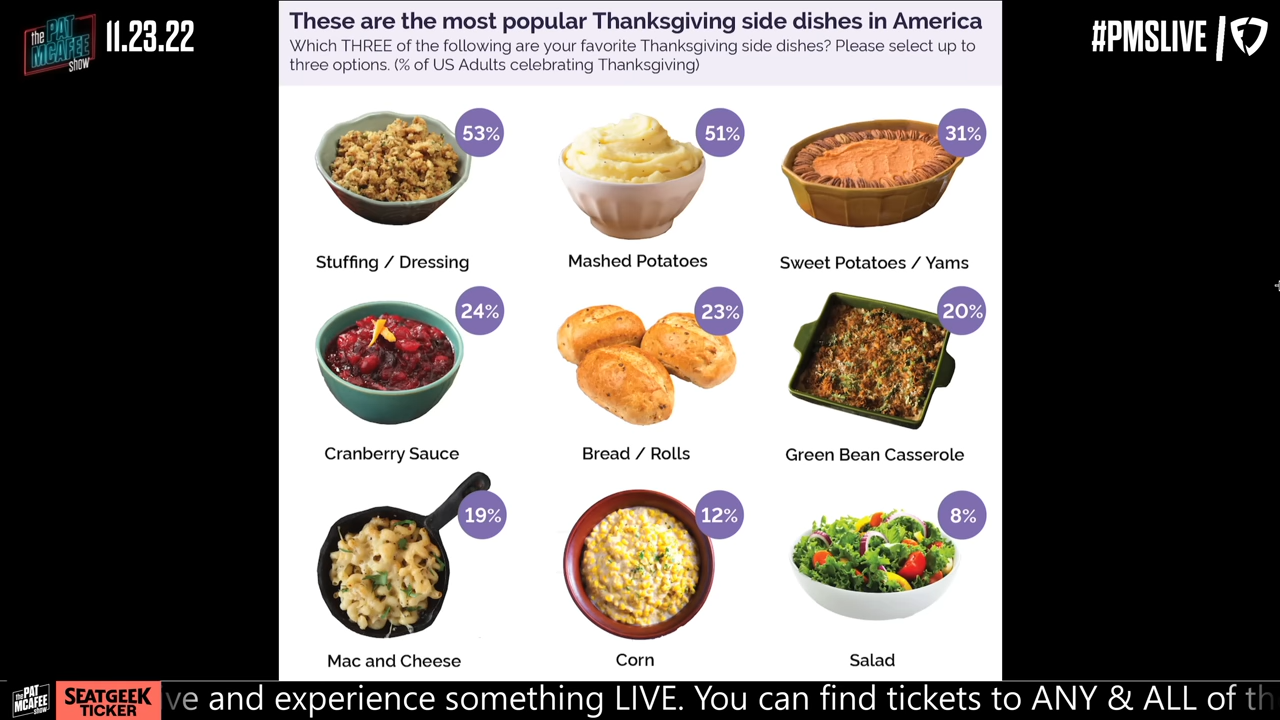 the
PAT
MCAFEE
show
11.23.22
#PMSLIVE
These are the most popular Thanksgiving side dishes in America
Which THREE of the following are your favorite Thanksgiving side dishes? Please select up to
three options. (% of US Adults celebrating Thanksgiving)
53%
51%
31%
Stuffing / Dressing
Mashed Potatoes
Sweet Potatoes / Yams
24%
23%
20%
Cranberry Sauce
Bread / Rolls
Green Bean Casserole
19%
12%
8%
Mac and Cheese
Corn
Salad
the
PAT
MCAFEE
show
SEATGEEK
TICKER
ve and experience something LIVE. You can find tickets to ANY & ALL of th